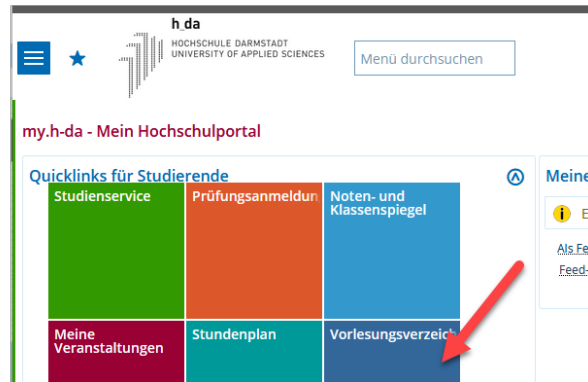 h_da
HOCHSCHULE DARMSTADT
UNIVERSITY OF APPLIED SCIENCES
Menü durchsuchen
my.h-da - Mein Hochschulportal
Quicklinks für Studierende
Meine
Studienservice
Prüfungsanmeldun
Noten- und
Klassenspiegel
i
E
Als Fe
Feed-
Meine
Veranstaltungen
Stundenplan
Vorlesungsverzeich